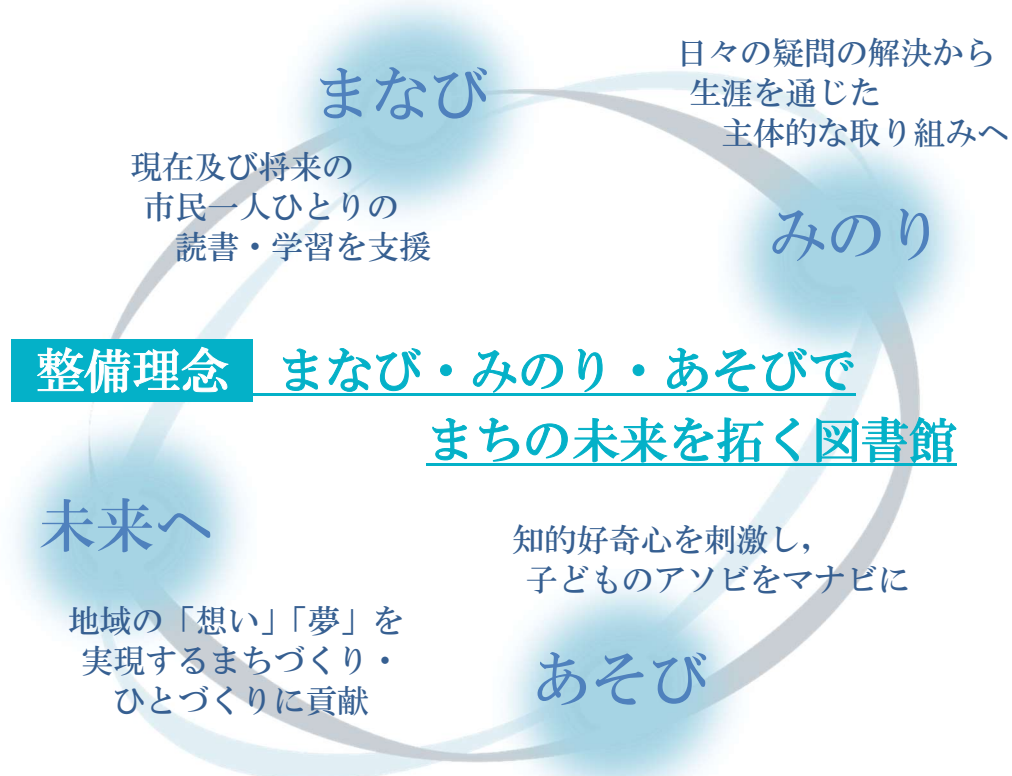 まなび
現在及び将来の
市民一人ひとりの
読書・学習を支援
日々の疑問の解決から
生涯を通じた
主体的な取り組みへ
みのり
整備理念 まなび・みのり・あそびで
まちの未来を拓く図書館
未来へ
地域の「想い」「夢」を
実現するまちづくり・
ひとづくりに貢献
知的好奇心を刺激し,
子どものアソビをマナビに
あそび